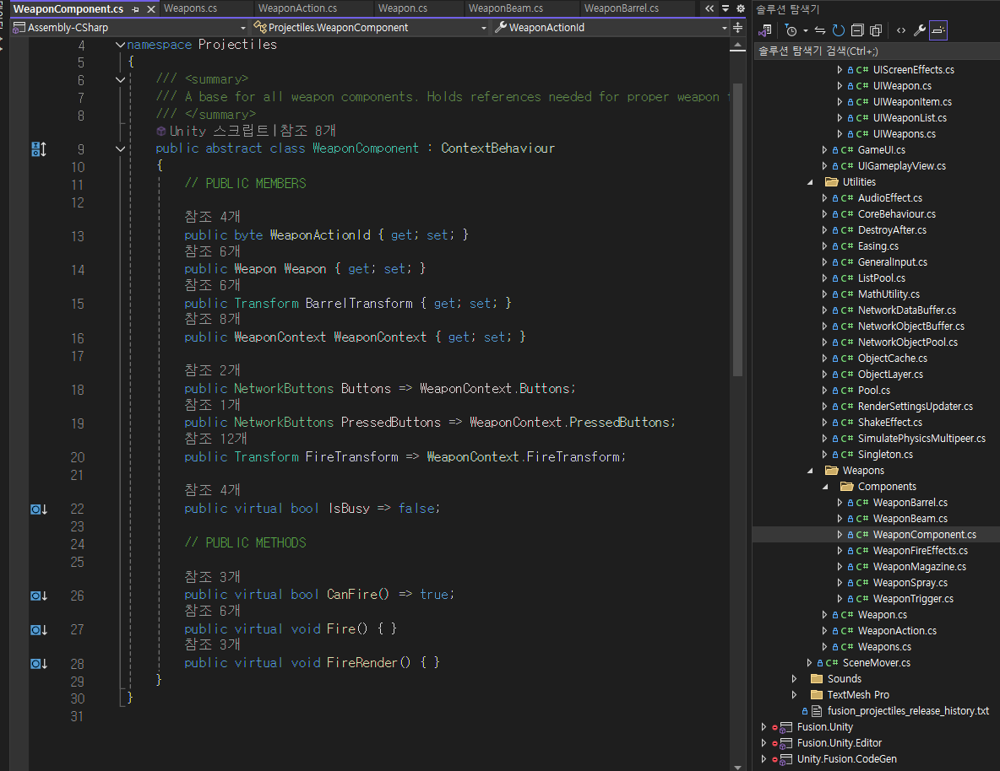 WeaponComponent.cs
Weapons.cs
WeaponAction.cs
Weapon.cs
WeaponBeam.cs
WeaponBarrel.cs
Assembly-CSharp
Projectiles.WeaponComponent
WeaponActionId
4 namespace Projectiles
5 {
6 /// <summary>
7 /// A base for all weapon components. Holds references needed for proper weapon
8 /// </summary>
Unity 스크립트|참조 8개
9 public abstract class WeaponComponent : ContextBehaviour
10 {
11 // PUBLIC MEMBERS
12
참조 4개
13 public byte WeaponActionId { get; set; }
참조 6개
14 public Weapon Weapon { get; set; }
참조 6개
15 public Transform BarrelTransform { get; set; }
참조 8개
16 public WeaponContext WeaponContext { get; set; }
17
참조 2개
18 public NetworkButtons Buttons => WeaponContext.Buttons;
참조 1개
19 public NetworkButtons PressedButtons => WeaponContext.PressedButtons;
참조 12개
20 public Transform FireTransform => WeaponContext.FireTransform;
21
참조 4개
22 public virtual bool IsBusy => false;
23
24 // PUBLIC METHODS
25
참조 3개
26 public virtual bool CanFire() => true;
참조 6개
27 public virtual void Fire() { }
참조 3개
28 public virtual void FireRender() { }
29 }
30 }
31
솔루션 탐색기
솔루션 탐색기 검색(Ctrl+;)
C# UIScreenEffects.cs
C# UIWeapon.cs
C# UIWeaponItem.cs
C# UIWeaponList.cs
C# UIWeapons.cs
C# GameUI.cs
C# UIGameplayView.cs
Utilities
C# AudioEffect.cs
C# CoreBehaviour.cs
C# DestroyAfter.cs
C# Easing.cs
C# GeneralInput.cs
C# ListPool.cs
C# MathUtility.cs
C# NetworkDataBuffer.cs
C# NetworkObjectBuffer.cs
C# NetworkObjectPool.cs
C# ObjectCache.cs
C# ObjectLayer.cs
C# Pool.cs
C# RenderSettingsUpdater.cs
C# ShakeEffect.cs
C# SimulatePhysicsMultipeer.cs
C# Singleton.cs
Weapons
Components
C# WeaponBarrel.cs
C# WeaponBeam.cs
C# WeaponComponent.cs
C# WeaponFireEffects.cs
C# WeaponMagazine.cs
C# WeaponSpray.cs
C# WeaponTrigger.cs
C# Weapon.cs
C# WeaponAction.cs
C# Weapons.cs
C# SceneMover.cs
Sounds
TextMesh Pro
fusion_projectiles_release_history.txt
Fusion.Unity
Fusion.Unity.Editor
Unity.Fusion.CodeGen